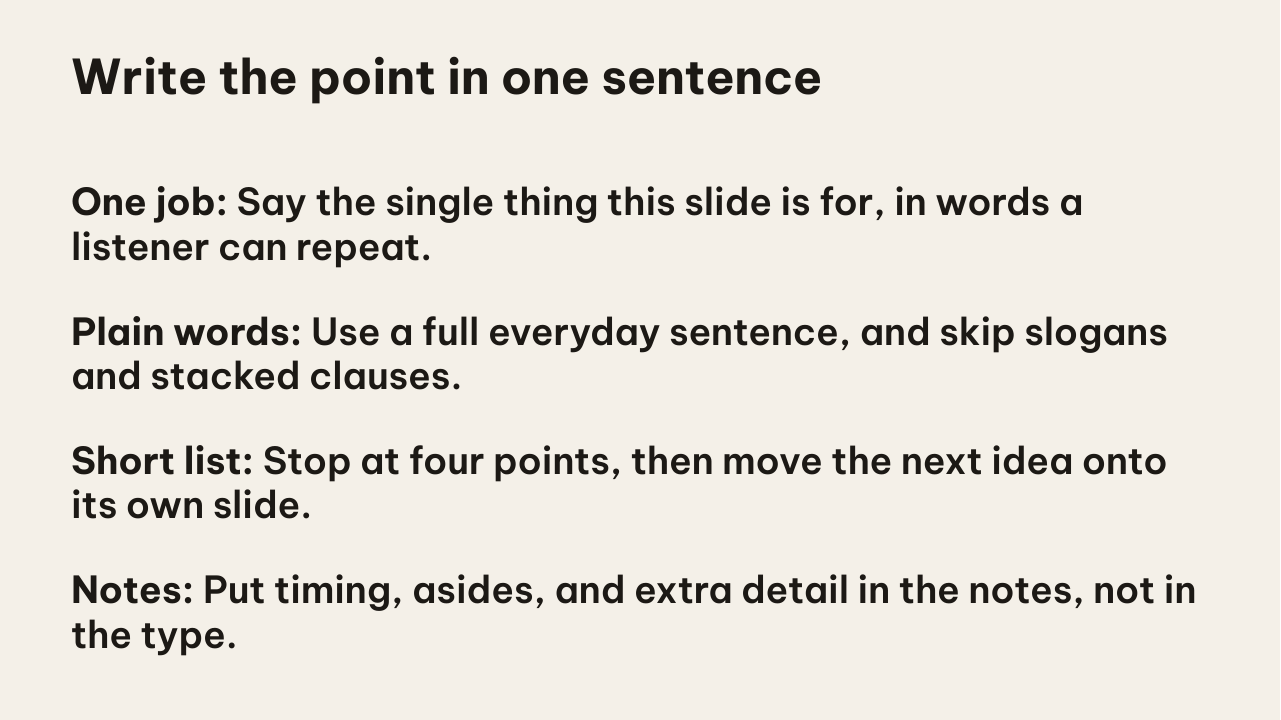 Write the point in one sentence
One job: Say the single thing this slide is for, in words a
listener can repeat.
Plain words: Use a full everyday sentence, and skip slogans
and stacked clauses.
Short list: Stop at four points, then move the next idea onto
its own slide.
Notes: Put timing, asides, and extra detail in the notes, not in
the type.